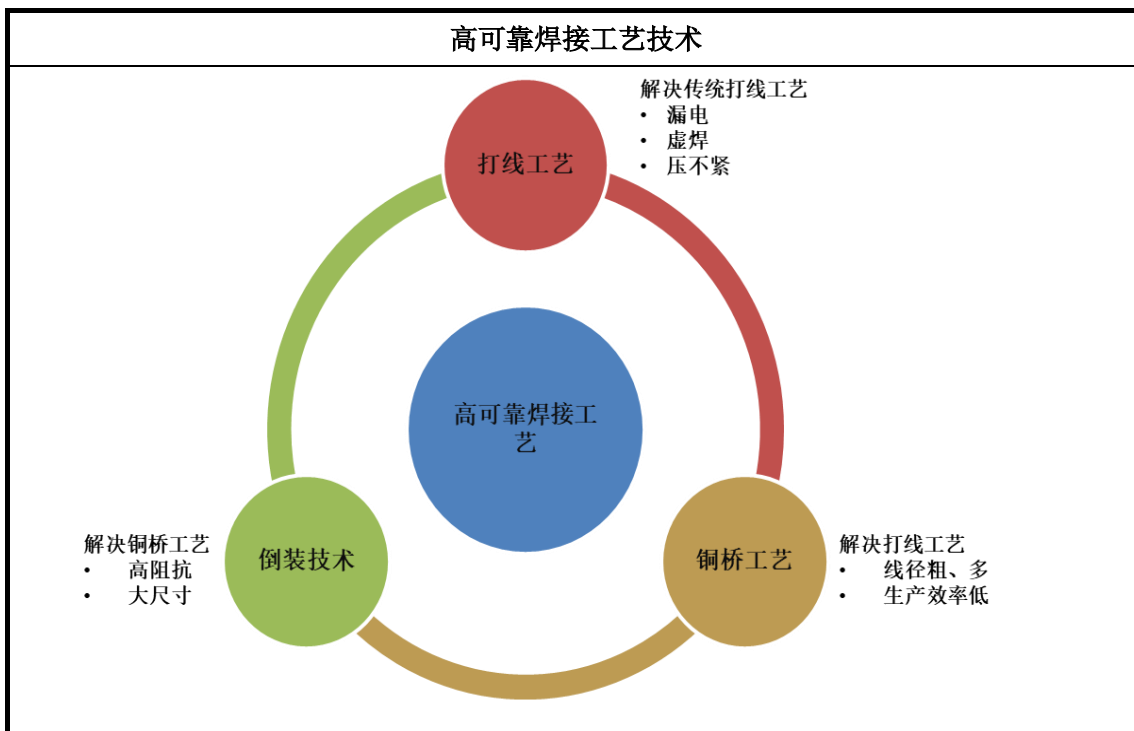 高可靠焊接工艺技术
解决传统打线工艺
• 漏电
• 虚焊
• 压不紧
打线工艺
高可靠焊接工
艺
解决铜桥工艺
• 高阻抗
• 大尺寸
倒装技术
铜桥工艺
解决打线工艺
• 线径粗、多
• 生产效率低